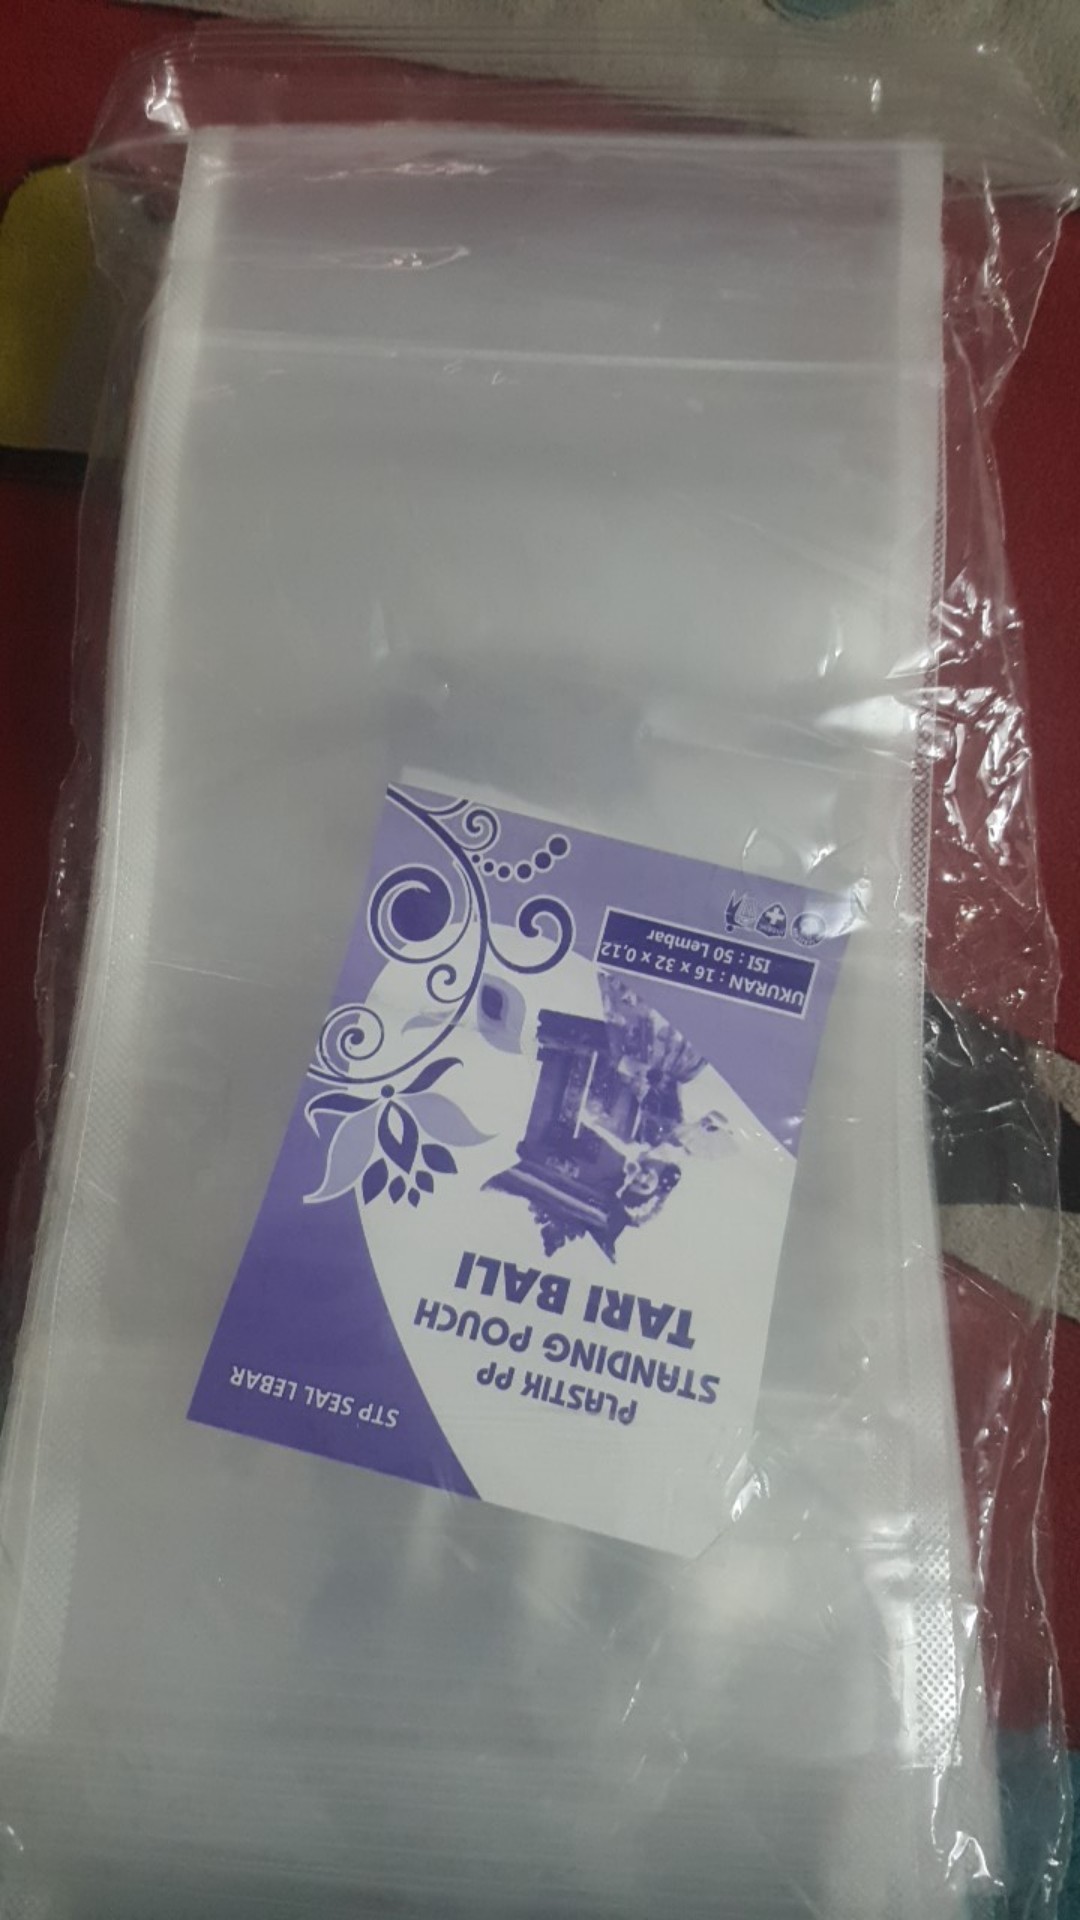 STP SEAL LEBAR
PLASTIK PP
STANDING POUCH
TARI BALI
UKURAN : 16 x 32 x 0,12
ISI : 50 Lembar